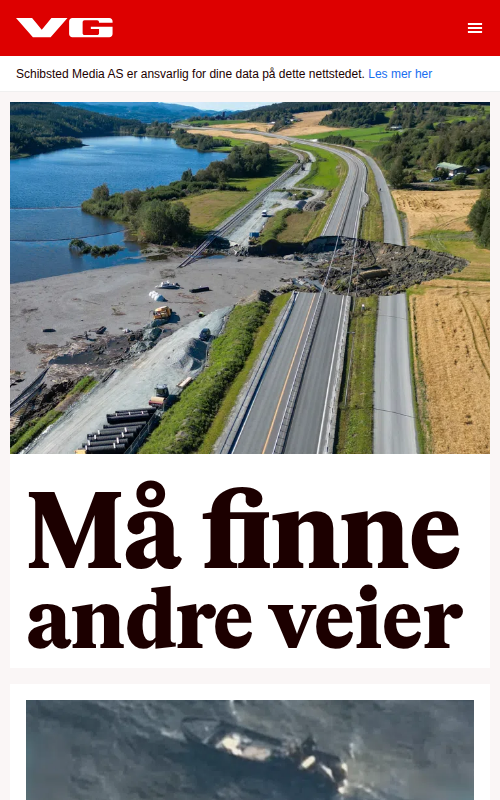 VG
Schibsted Media AS er ansvarlig for dine data på dette nettstedet. Les mer her
Må finne
andre veier